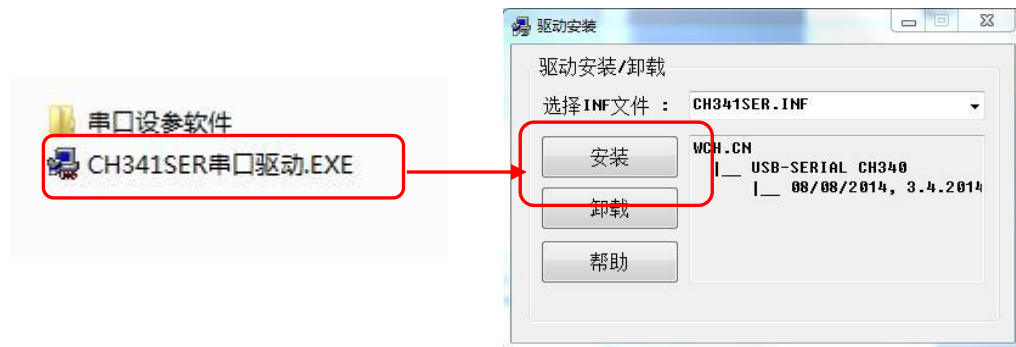 串口设参软件
CH341SER串口驱动.EXE
驱动安装
驱动安装/卸载
选择INF文件 :
CH341SER.INF
安装
卸载
帮助
WCH.CN
|__ USB-SERIAL CH340
|__ 08/08/2014, 3.4.2014